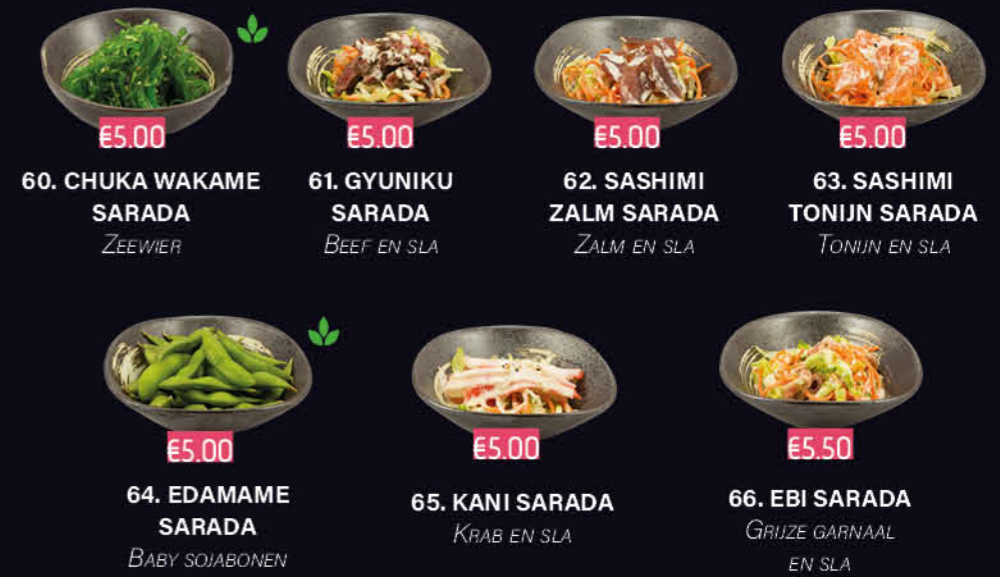 €5.00
€5.00
€5.00
€5.00
60. CHUKA WAKAME
SARADA
ZEEWIER
61. GYUNIKU
SARADA
BEEF EN SLA
62. SASHIMI
ZALM SARADA
ZALM EN SLA
63. SASHIMI
TONIJN SARADA
TONIJN EN SLA
€5.00
€5.00
€5.50
64. EDAMAME
SARADA
BABY SOJABONEN
65. KANI SARADA
KRAB EN SLA
66. EBI SARADA
GRIJZE GARNAAL
EN SLA